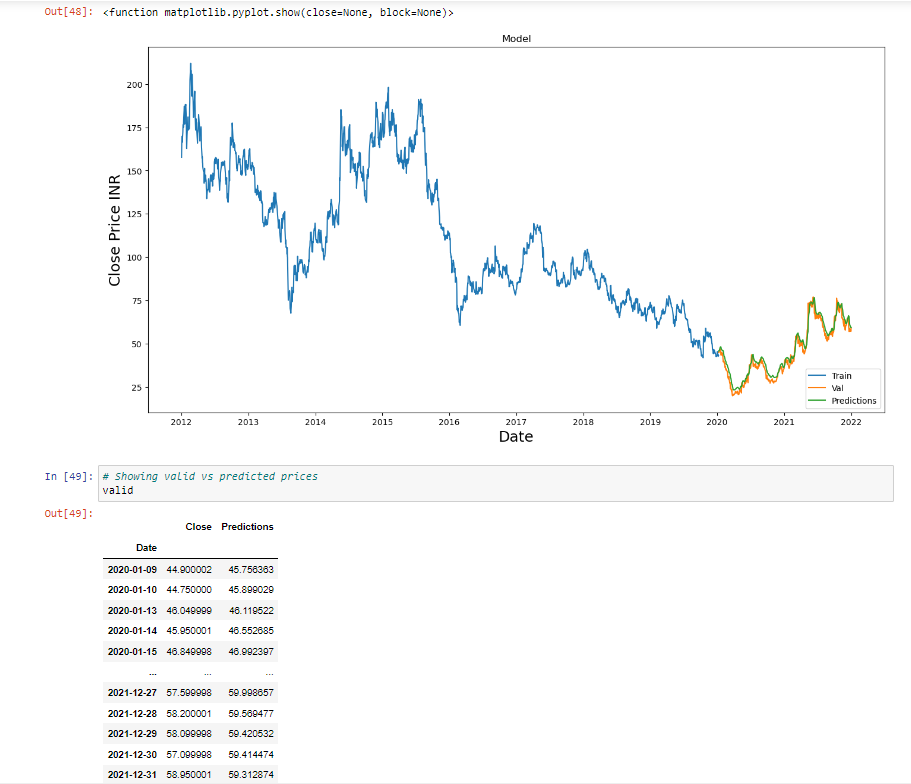 Out[48]: <function matplotlib.pyplot.show(close=None, block=None)>
Model
Close Price INR
200
175
150
125
100
75
50
25
2012 2013 2014 2015 2016 2017 2018 2019 2020 2021 2022
Date
Train
Val
Predictions
In [49]: # Showing valid vs predicted prices
valid
Out[49]:
Close Predictions
Date
2020-01-09 44.900002 45.756363
2020-01-10 44.750000 45.899029
2020-01-13 46.049999 46.119522
2020-01-14 45.950001 46.552685
2020-01-15 46.849998 46.992397
... ... ...
2021-12-27 57.599998 59.998657
2021-12-28 58.200001 59.569477
2021-12-29 58.099998 59.420532
2021-12-30 57.099998 59.414474
2021-12-31 58.950001 59.312874